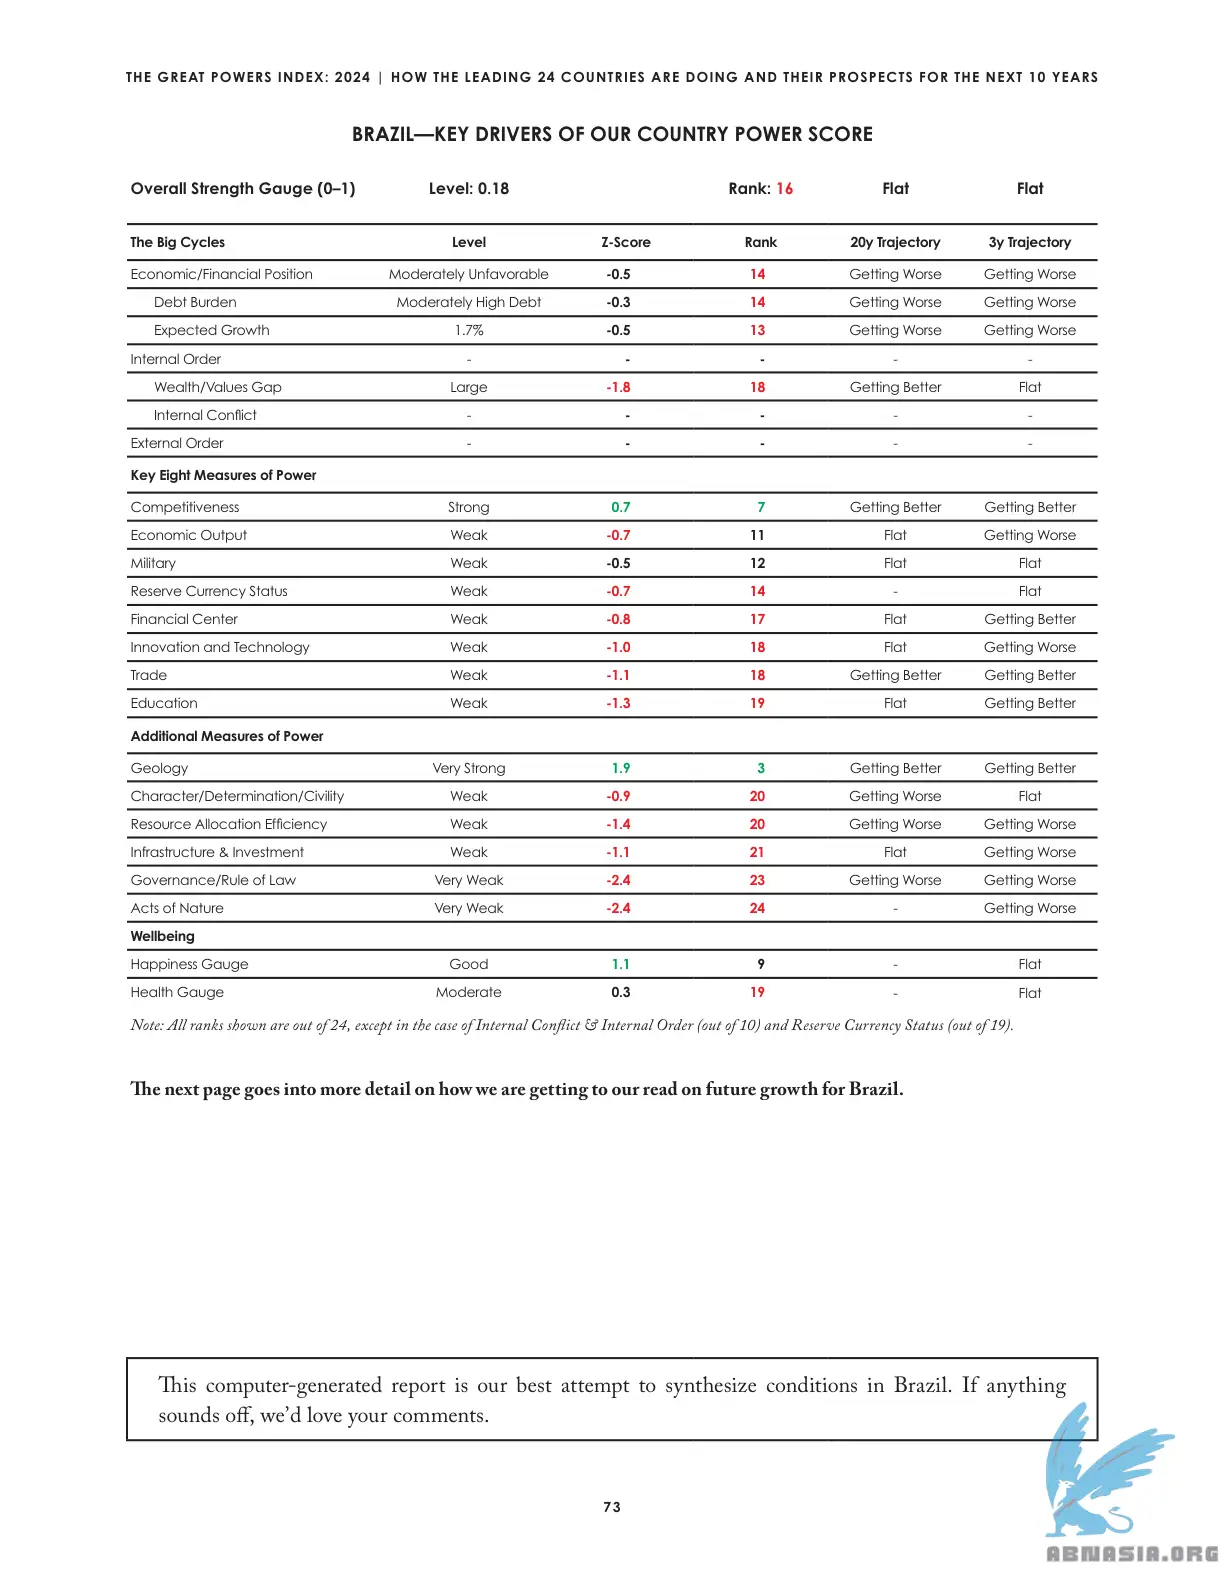 THE GREAT POWERS INDEX: 2024 | HOW THE LEADING 24 COUNTRIES ARE DOING AND THEIR PROSPECTS FOR THE NEXT 10 YEARS
BRAZIL—KEY DRIVERS OF OUR COUNTRY POWER SCORE
Overall Strength Gauge (0–1) Level: 0.18 Rank: 16 Flat Flat
The Big Cycles Level Z-Score Rank 20y Trajectory 3y Trajectory
Economic/Financial Position Moderately Unfavorable -0.5 14 Getting Worse Getting Worse
Debt Burden Moderately High Debt -0.3 14 Getting Worse Getting Worse
Expected Growth 1.7% -0.5 13 Getting Worse Getting Worse
Internal Order - - - - -
Wealth/Values Gap Large -1.8 18 Getting Better Flat
Internal Conflict - - - - -
External Order - - - - -
Key Eight Measures of Power
Competitiveness Strong 0.7 7 Getting Better Getting Better
Economic Output Weak -0.7 11 Flat Getting Worse
Military Weak -0.5 12 Flat Flat
Reserve Currency Status Weak -0.7 14 - Flat
Financial Center Weak -0.8 17 Flat Getting Better
Innovation and Technology Weak -1.0 18 Flat Getting Worse
Trade Weak -1.1 18 Getting Better Getting Better
Education Weak -1.3 19 Flat Getting Better
Additional Measures of Power
Geology Very Strong 1.9 3 Getting Better Getting Better
Character/Determination/Civility Weak -0.9 20 Getting Worse Flat
Resource Allocation Efficiency Weak -1.4 20 Getting Worse Getting Worse
Infrastructure & Investment Weak -1.1 21 Flat Getting Worse
Governance/Rule of Law Very Weak -2.4 23 Getting Worse Getting Worse
Acts of Nature Very Weak -2.4 24 - Getting Worse
Wellbeing
Happiness Gauge Good 1.1 9 - Flat
Health Gauge Moderate 0.3 19 - Flat
Note: All ranks shown are out of 24, except in the case of Internal Conflict & Internal Order (out of 10) and Reserve Currency Status (out of 19).
The next page goes into more detail on how we are getting to our read on future growth for Brazil.
This computer-generated report is our best attempt to synthesize conditions in Brazil. If anything
sounds off, we'd love your comments.
73
ABNASIA.ORG